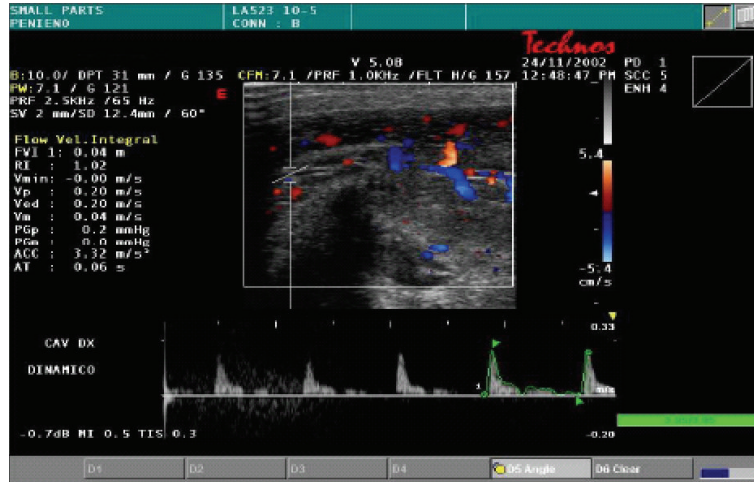 SMALL PARTS
PENIENO
LA523 10-5
CONN : B
Technos
V 5.0B
24/11/2002
12:48:47 PM
PD 1
SCC 5
ENH 4
B:10.0/ DPT 31 mm / G 135 CFM:7.1 /PRF 1.0KHz /FLT H/G 157
PW:7.1 / G 121
PRF 2.5KHz /65 Hz
SV 2 mm/SD 12.4mm / 60°
E
Flow Vel.Integral
FVI 1: 0.04 m
RI : 1.02
Vmin: -0.00 m/s
Vp : 0.20 m/s
Ved : 0.20 m/s
Vm : 0.04 m/s
PGp : 0.2 mmHg
PGm : 0.0 mmHg
ACC : 3.32 m/s²
AT : 0.06 s
5.4
-5.4
cm/s
CAV DX
DINAMICO
0.33
1
m/s
-0.20
-0.7dB MI 0.5 TIS 0.3
D1
D2
D3
D4
D5 Angle
D6 Clear